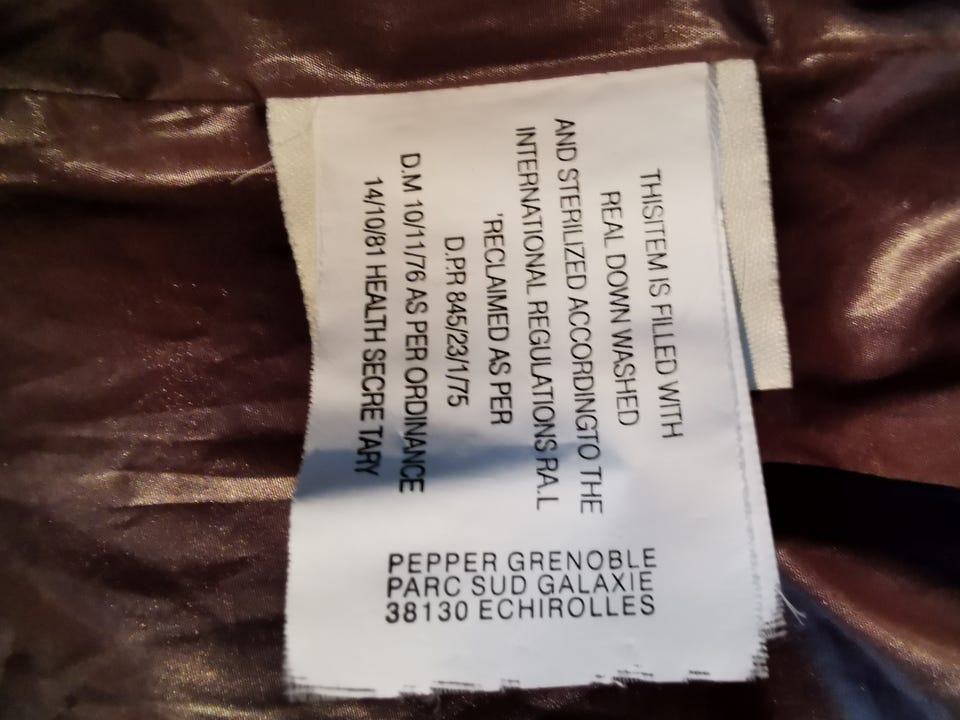 THISITEM IS FILLED WITH
REAL DOWN WASHED
AND STERILIZED ACCORDINGTO THE
INTERNATIONAL REGULATIONS RA.L
'RECLAIMED AS PER
D.P.R 845/23/1/75
D.M 10/11/76 AS PER ORDINANCE
14/10/81 HEALTH SECRE TARY
PEPPER GRENOBLE
PARC SUD GALAXIE
38130 ECHIROLLES